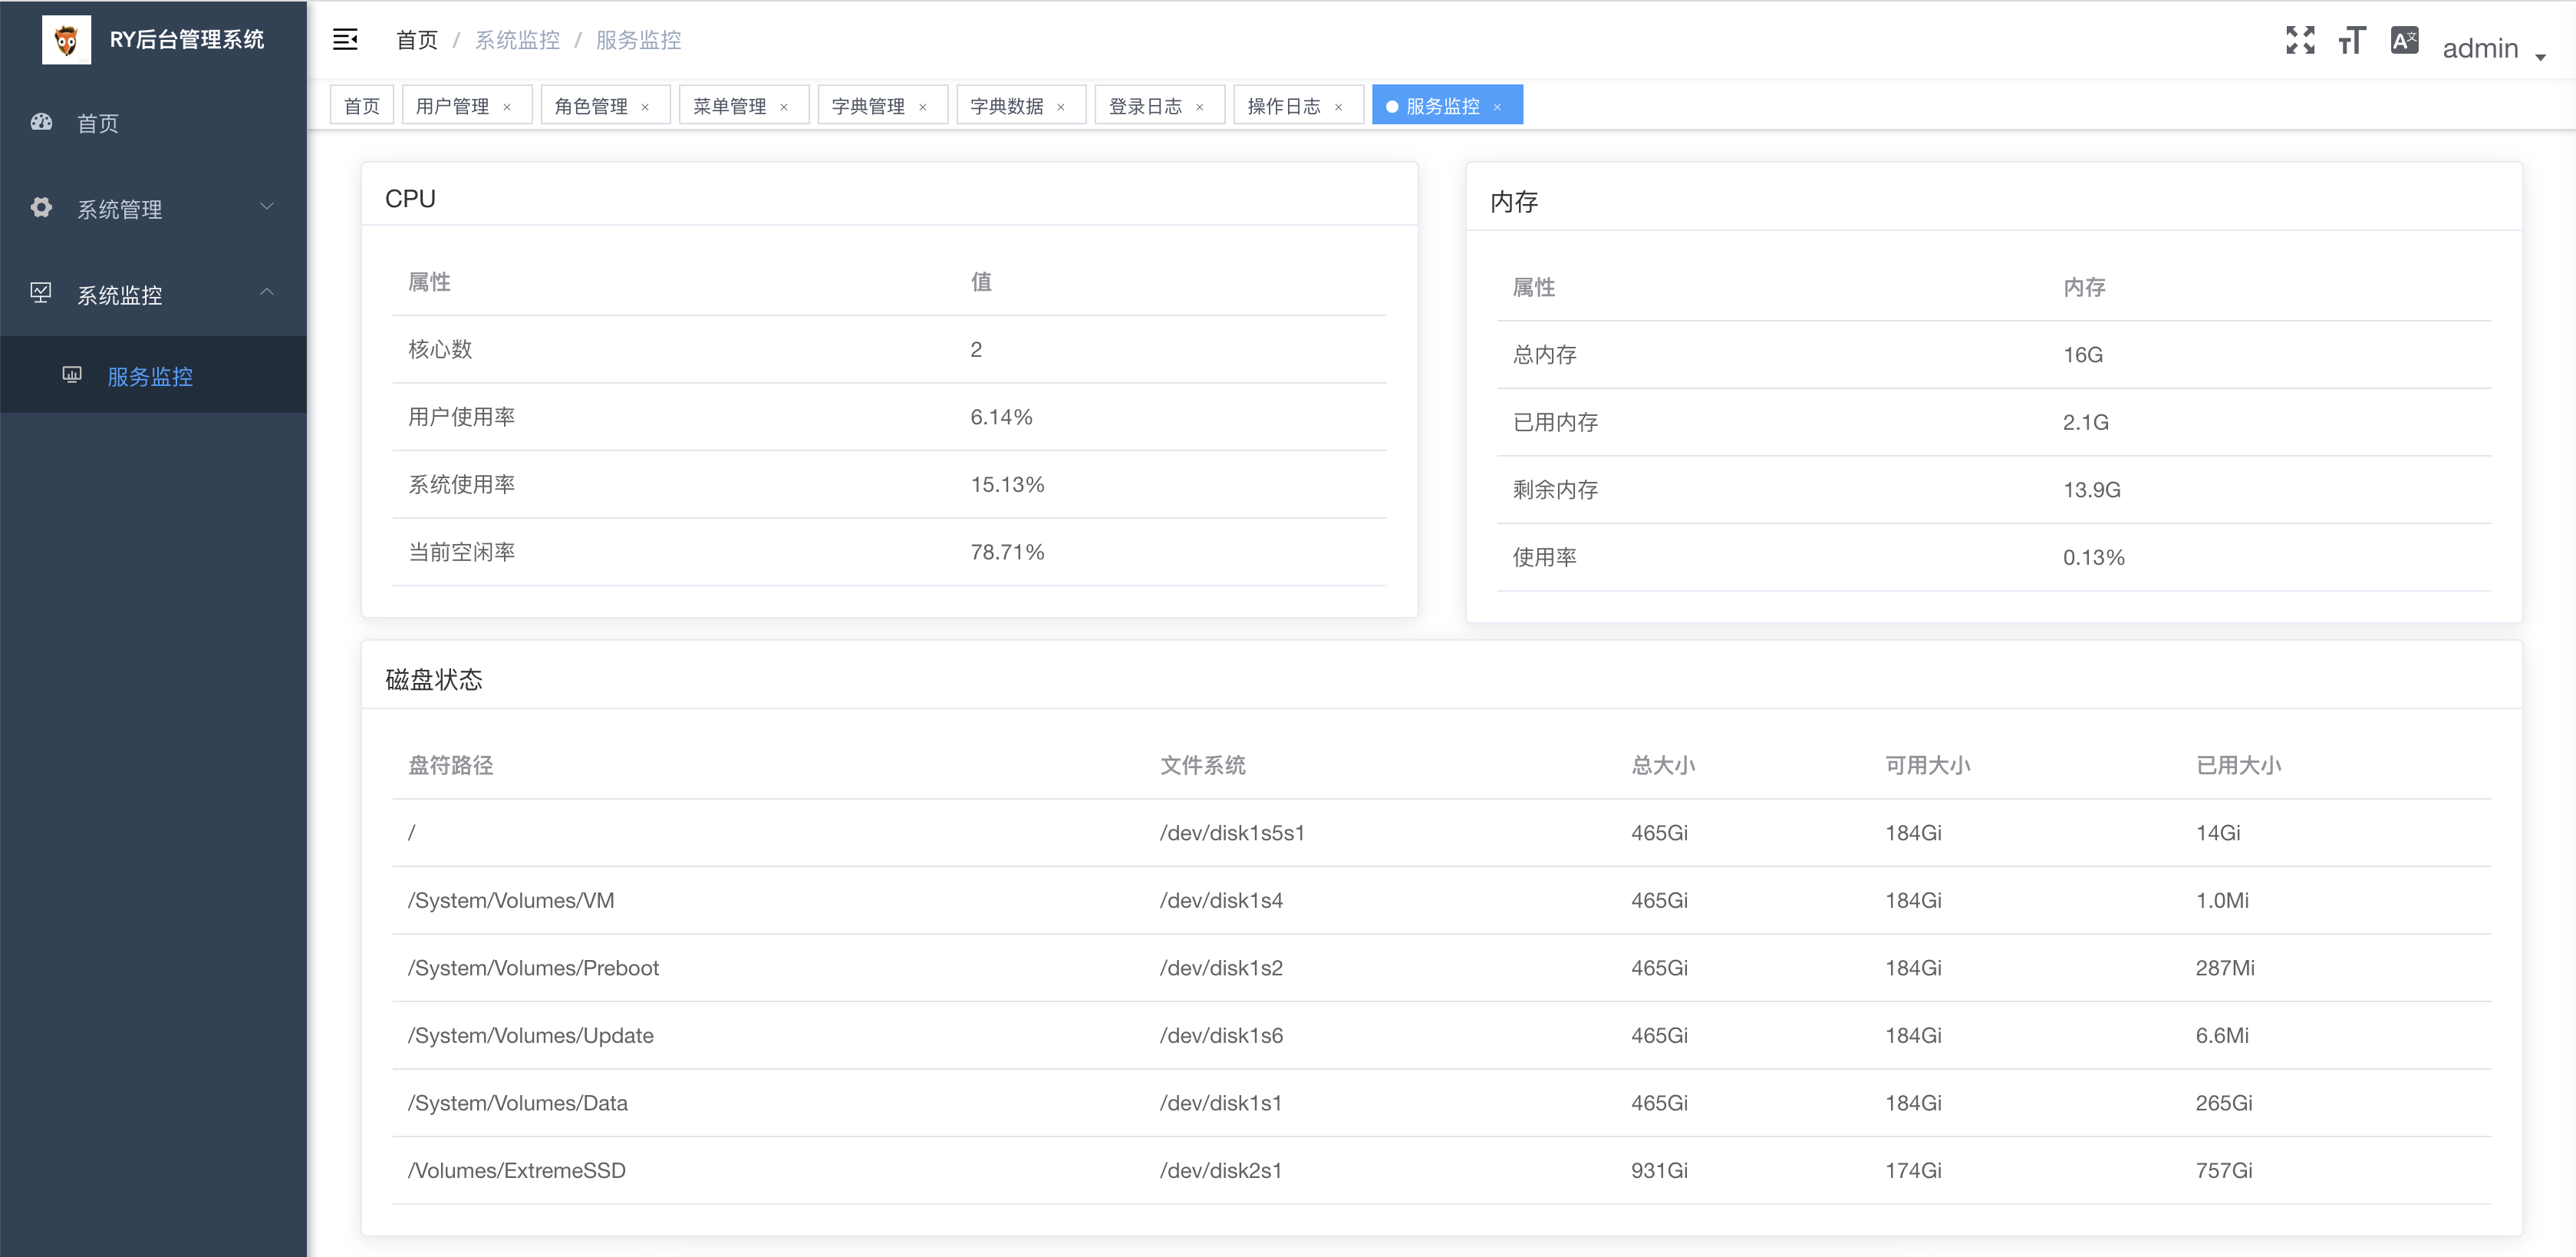 RY后台管理系统
首页
系统管理
系统监控
服务监控
首页 / 系统监控 / 服务监控
admin
首页 用户管理 × 角色管理 × 菜单管理 × 字典管理 × 字典数据 × 登录日志 × 操作日志 × 服务监控 ×
CPU
属性 值
核心数 2
用户使用率 6.14%
系统使用率 15.13%
当前空闲率 78.71%
内存
属性 内存
总内存 16G
已用内存 2.1G
剩余内存 13.9G
使用率 0.13%
磁盘状态
盘符路径 文件系统 总大小 可用大小 已用大小
/ /dev/disk1s5s1 465Gi 184Gi 14Gi
/System/Volumes/VM /dev/disk1s4 465Gi 184Gi 1.0Mi
/System/Volumes/Preboot /dev/disk1s2 465Gi 184Gi 287Mi
/System/Volumes/Update /dev/disk1s6 465Gi 184Gi 6.6Mi
/System/Volumes/Data /dev/disk1s1 465Gi 184Gi 265Gi
/Volumes/ExtremeSSD /dev/disk2s1 931Gi 174Gi 757Gi